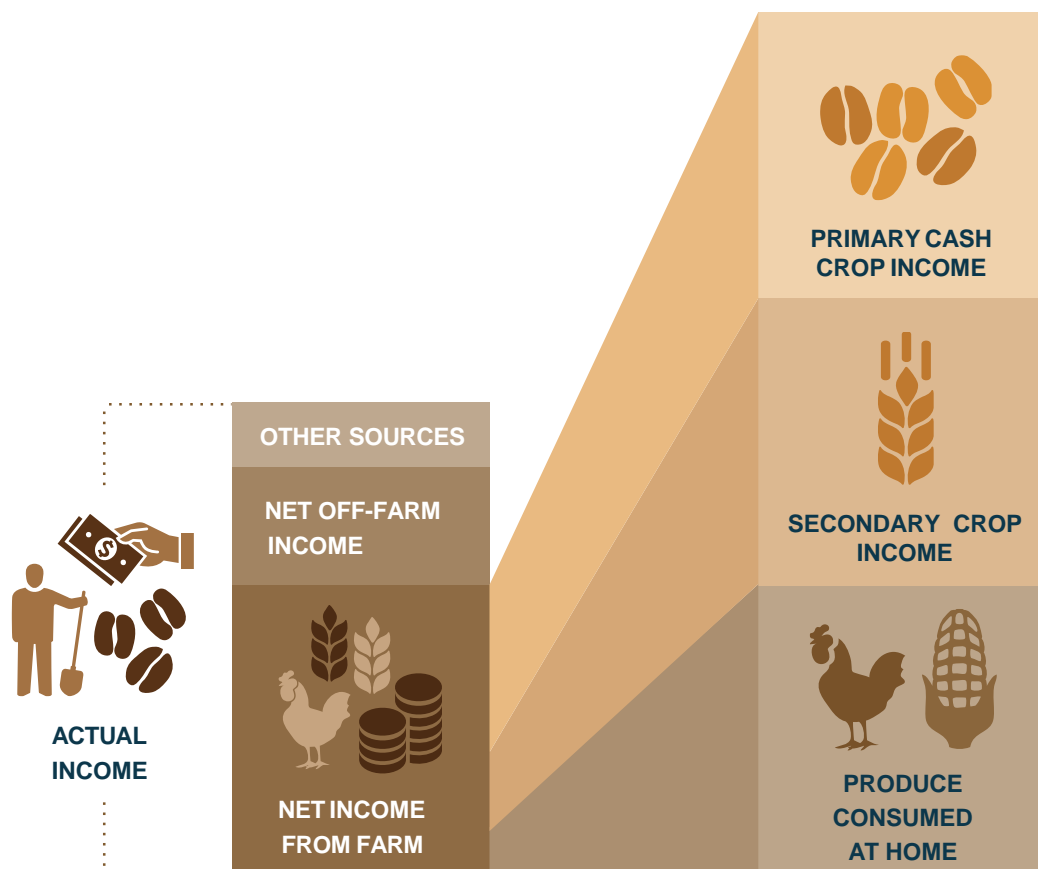 PRIMARY CASH
CROP INCOME
SECONDARY CROP
INCOME
PRODUCE
CONSUMED
AT HOME
OTHER SOURCES
NET OFF-FARM
INCOME
NET INCOME
FROM FARM
$
ACTUAL
INCOME